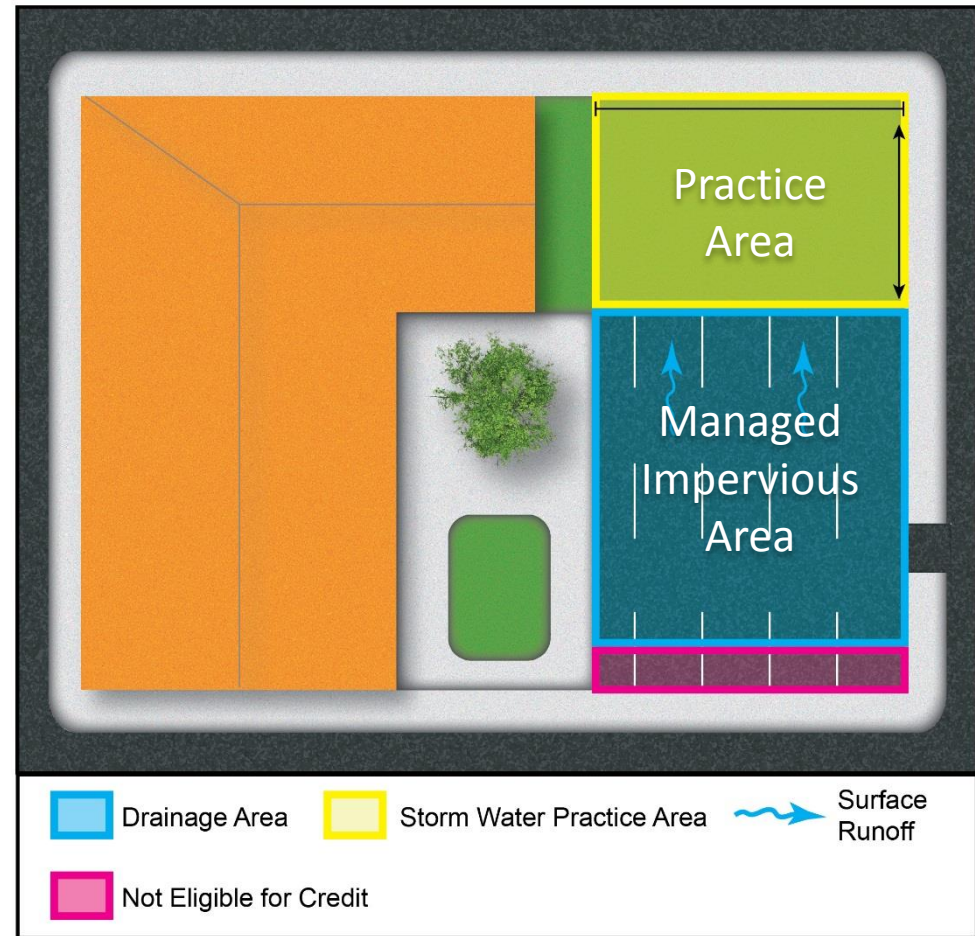 Practice
Area
Managed
Impervious
Area
Drainage Area
Storm Water Practice Area
Surface
Runoff
Not Eligible for Credit